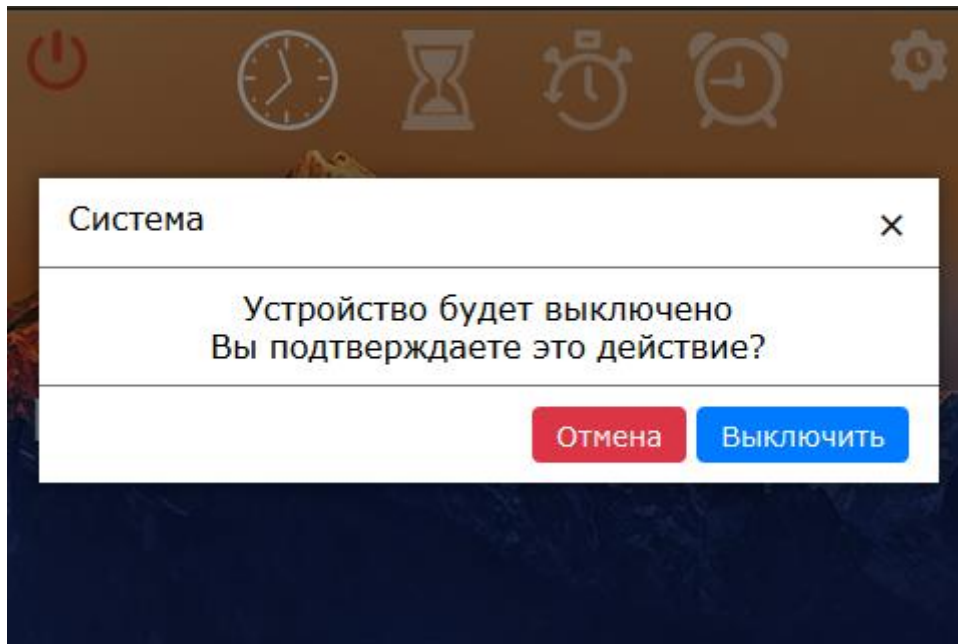 Система
Устройство будет выключено
Вы подтверждаете это действие?
Отмена
Выключить